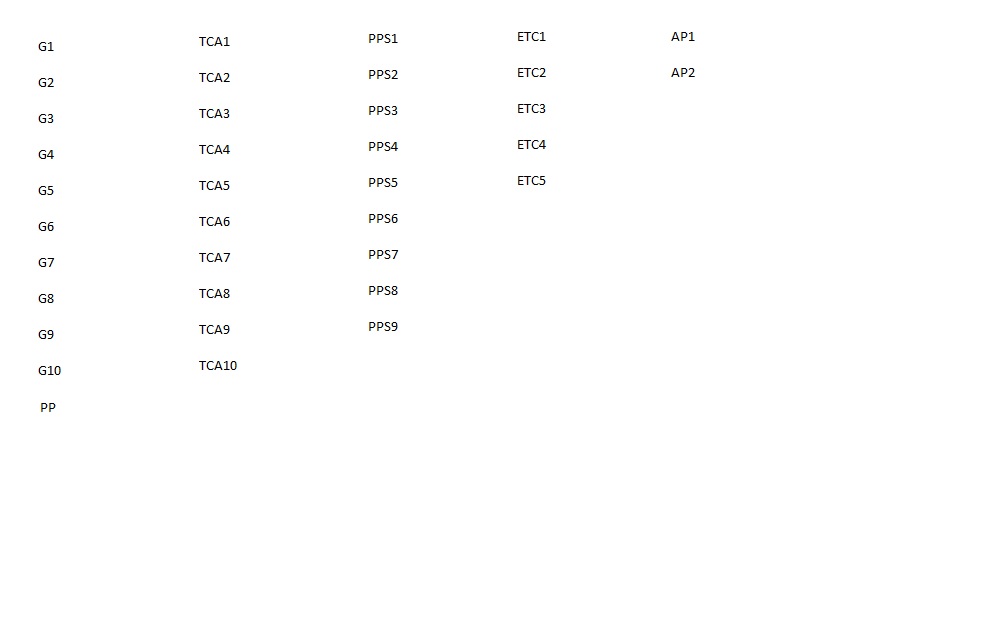 G1
G2
G3
G4
G5
G6
G7
G8
G9
G10
PP
TCA1
TCA2
TCA3
TCA4
TCA5
TCA6
TCA7
TCA8
TCA9
TCA10
PPS1
PPS2
PPS3
PPS4
PPS5
PPS6
PPS7
PPS8
PPS9
ETC1
ETC2
ETC3
ETC4
ETC5
AP1
AP2